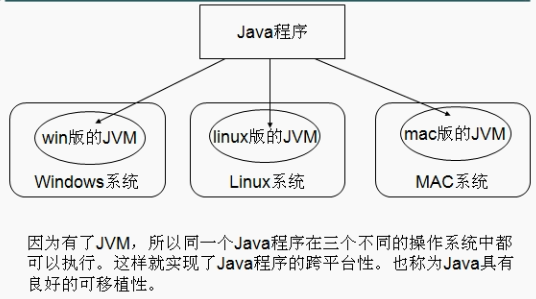 Java程序
win版的JVM
linux版的JVM
mac版的JVM
Windows系统
Linux系统
MAC系统
因为有了JVM，所以同一个Java程序在三个不同的操作系统中都
可以执行。这样就实现了Java程序的跨平台性。也称为Java具有
良好的可移植性。